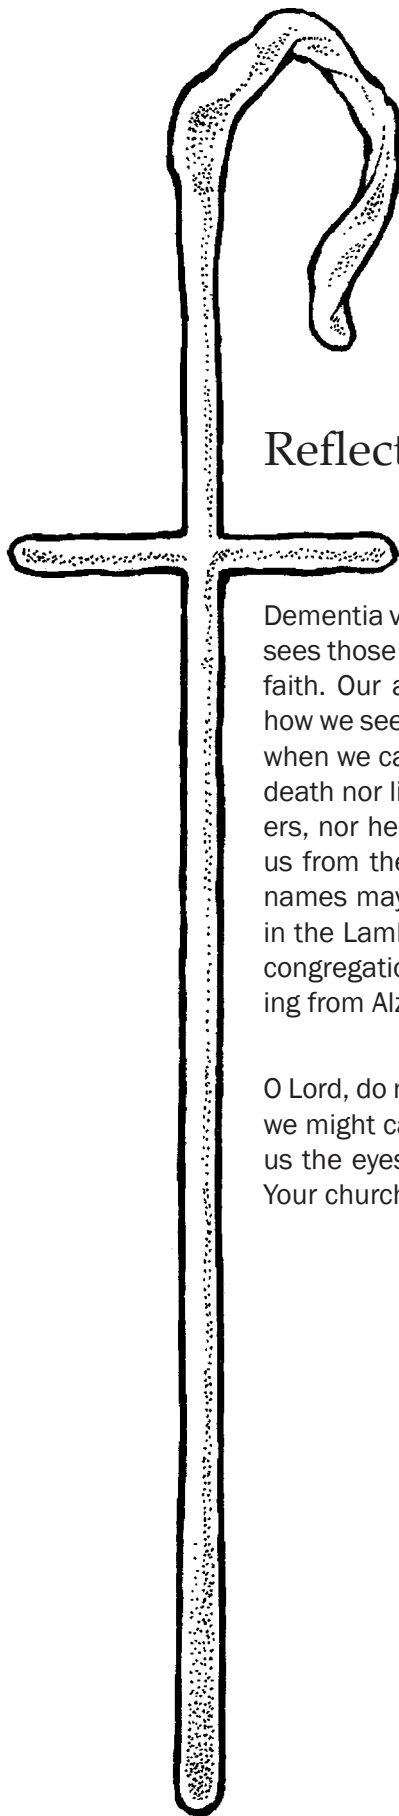 Reflect
Dementia
sees those
faith. Our a
how we see
when we ca
death nor li
ers, nor he
us from the
names may
in the Lam
congregatio
ing from Alz
O Lord, do
we might ca
us the eyes
Your church